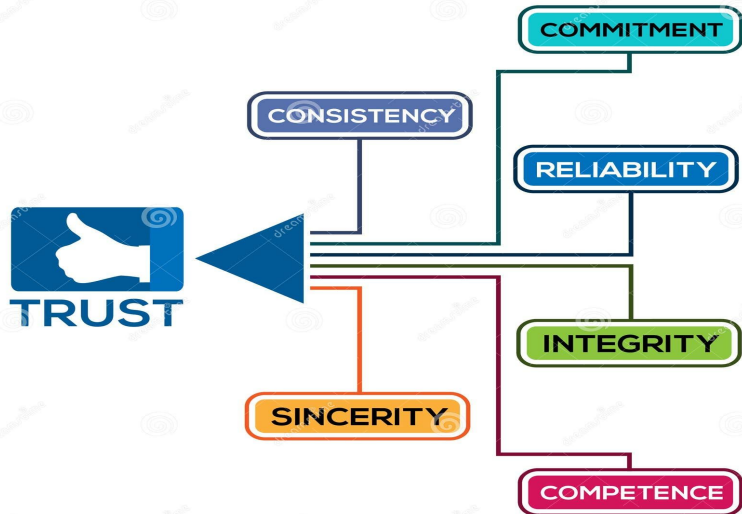 COMMITMENT
CONSISTENCY
RELIABILITY
TRUST
INTEGRITY
SINCERITY
COMPETENCE